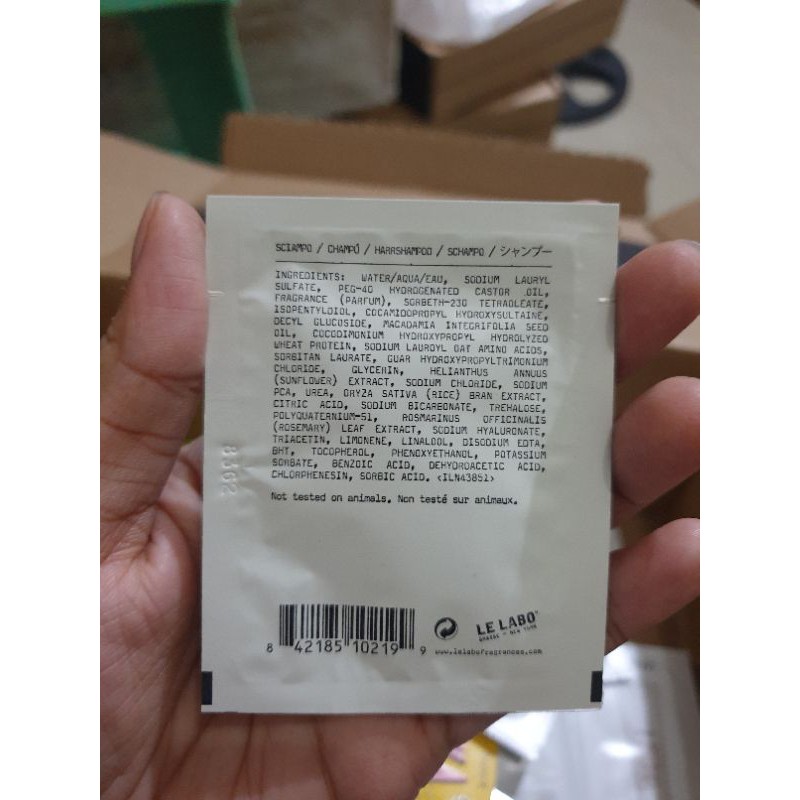 SCIAMPO / CHAMPÚ / HARRSHAMPOO / SCHAMPO / シャンプー
INGREDIENTS: WATER/AQUA/EAU, SODIUM LAURYL
SULFATE, PEG-40 HYDROGENATED CASTOR OIL,
FRAGRANCE (PARFUM), SORBETH-230 TETRAOLEATE,
ISOPENTYLDIOL, COCAMIDOPROPYL HYDROXYSULTAINE,
DECYL GLUCOSIDE, MACADAMIA INTEGRIFOLIA SEED
OIL, COCODIMONIUM HYDROXYPROPYL HYDROLYZED
WHEAT PROTEIN, SODIUM LAUROYL OAT AMINO ACIDS,
SORBITAN LAURATE, GUAR HYDROXYPROPYLTRIMONIUM
CHLORIDE, GLYCERIN, HELIANTHUS ANNUUS
(SUNFLOWER) EXTRACT, SODIUM CHLORIDE, SODIUM
PCA, UREA, ORYZA SATIVA (RICE) BRAN EXTRACT,
CITRIC ACID, SODIUM BICARBONATE, TREHALOSE,
POLYQUATERNIUM-51, ROSMARINUS OFFICINALIS
(ROSEMARY) LEAF EXTRACT, SODIUM HYALURONATE,
TRIACETIN, LIMONENE, LINALOOL, DISODIUM EDTA,
BHT, TOCOPHEROL, PHENOXYETHANOL, POTASSIUM
SORBATE, BENZOIC ACID, DEHYDROACETIC ACID,
CHLORPHENESIN, SORBIC ACID. <ILN43851>
Not tested on animals. Non testé sur animaux.
8 42185 10219 9
LE LABO
GRASSE - NEW YORK
www.lelabofragrances.com